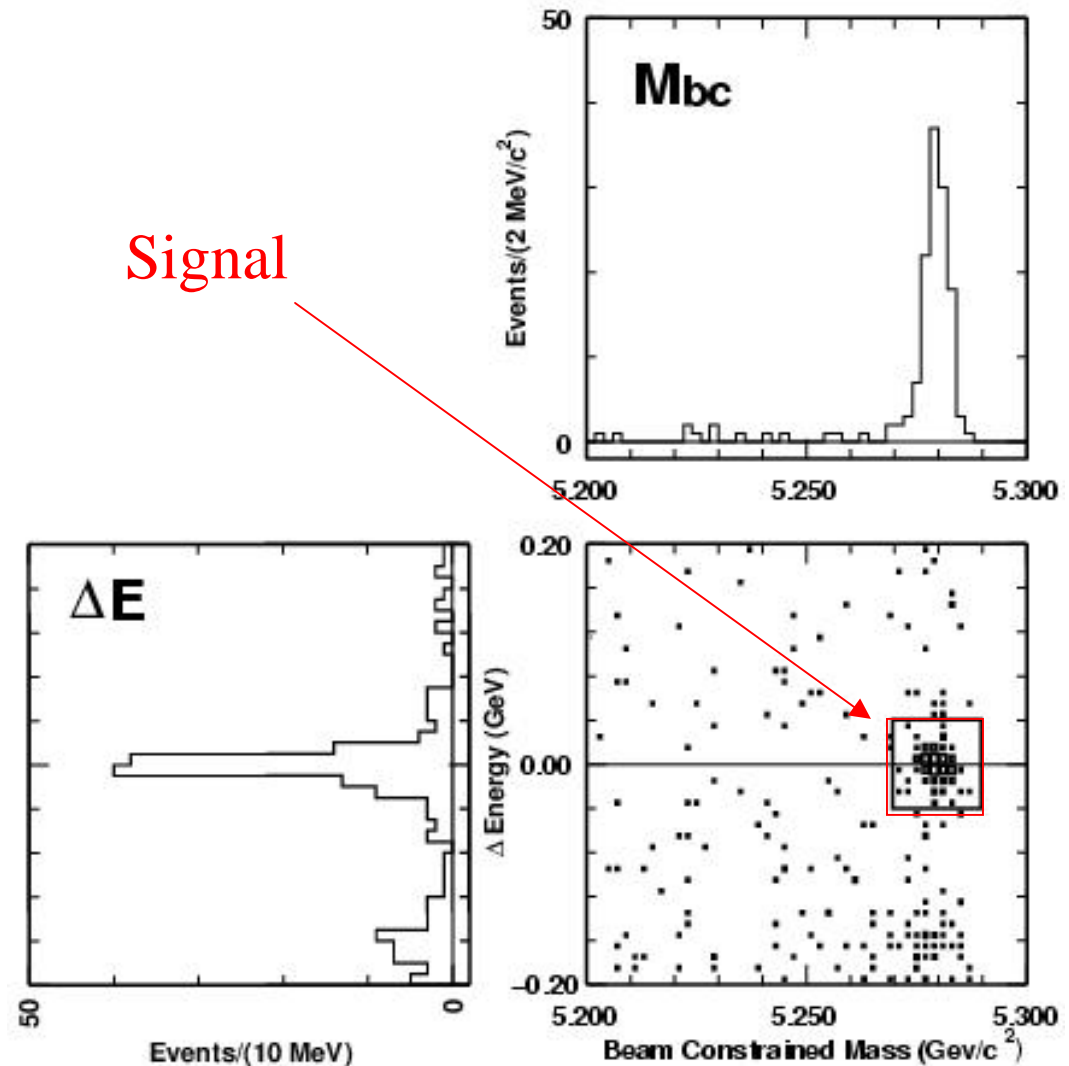 50
Mbc
Events/(2 MeV/c²)
Signal
0
5.200
5.250
5.300
ΔE
0.20
Δ Energy (GeV)
0.00
−0.20
50
0
5.200
5.250
5.300
Events/(10 MeV)
Beam Constrained Mass (Gev/c²)